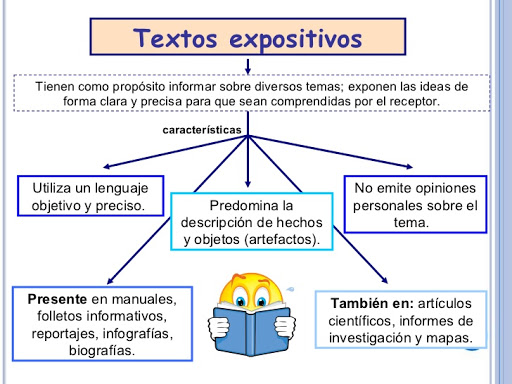 Textos expositivos
Tienen como propósito informar sobre diversos temas; exponen las ideas de
forma clara y precisa para que sean comprendidas por el receptor.
características
Utiliza un lenguaje
objetivo y preciso.
Predomina la
descripción de hechos
y objetos (artefactos).
No emite opiniones
personales sobre el
tema.
Presente en manuales,
folletos informativos,
reportajes, infografías,
biografías.
También en: artículos
científicos, informes de
investigación y mapas.